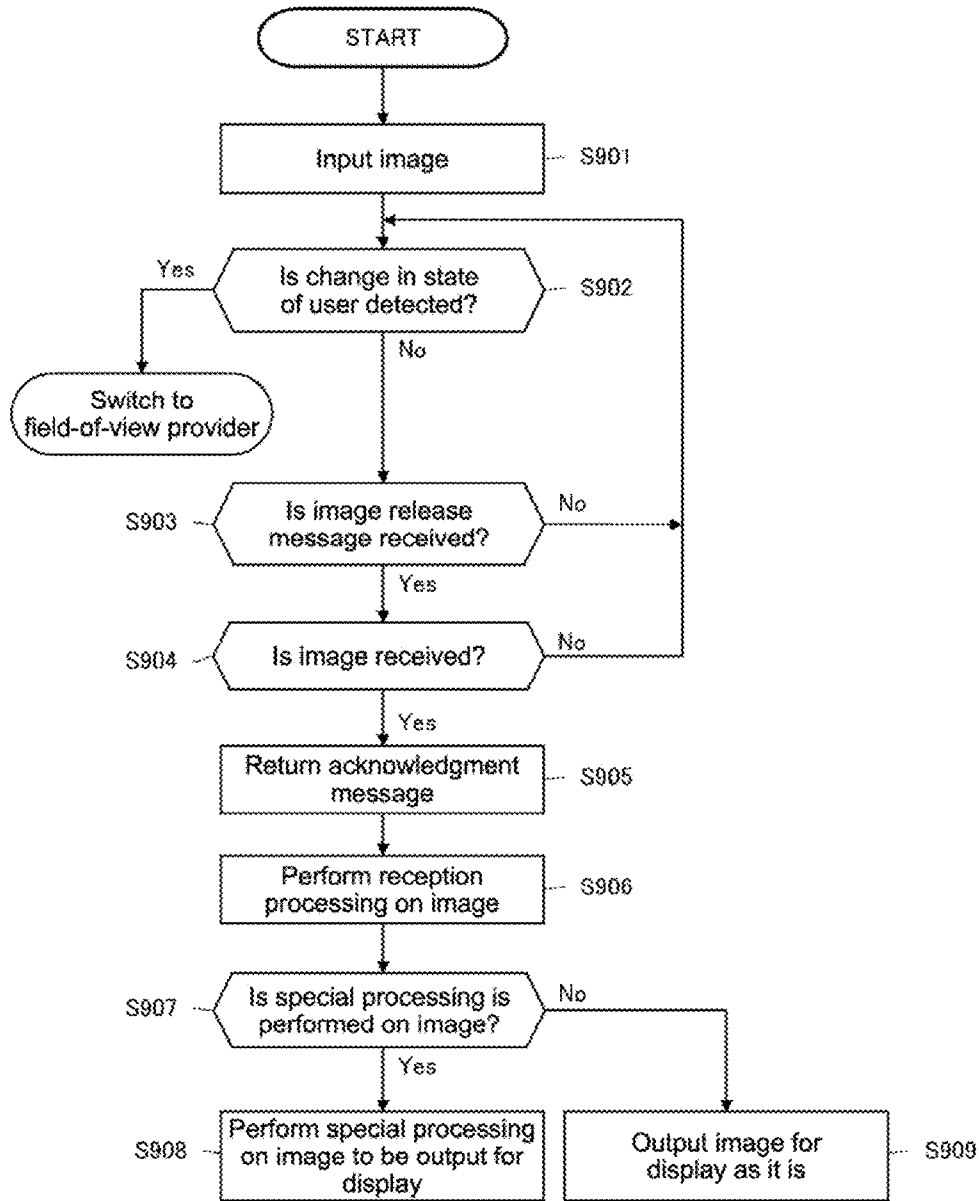 START
Input image
S901
Yes
Is change in state
of user detected?
S902
No
Switch to
field-of-view provider
S903
Is image release
message received?
No
Yes
S904
Is image received?
No
Yes
Return acknowledgment
message
S905
Perform reception
processing on image
S906
S907
Is special processing is
performed on image?
No
Yes
S908
Perform special processing
on image to be output for
display
Output image for
display as it is
S909